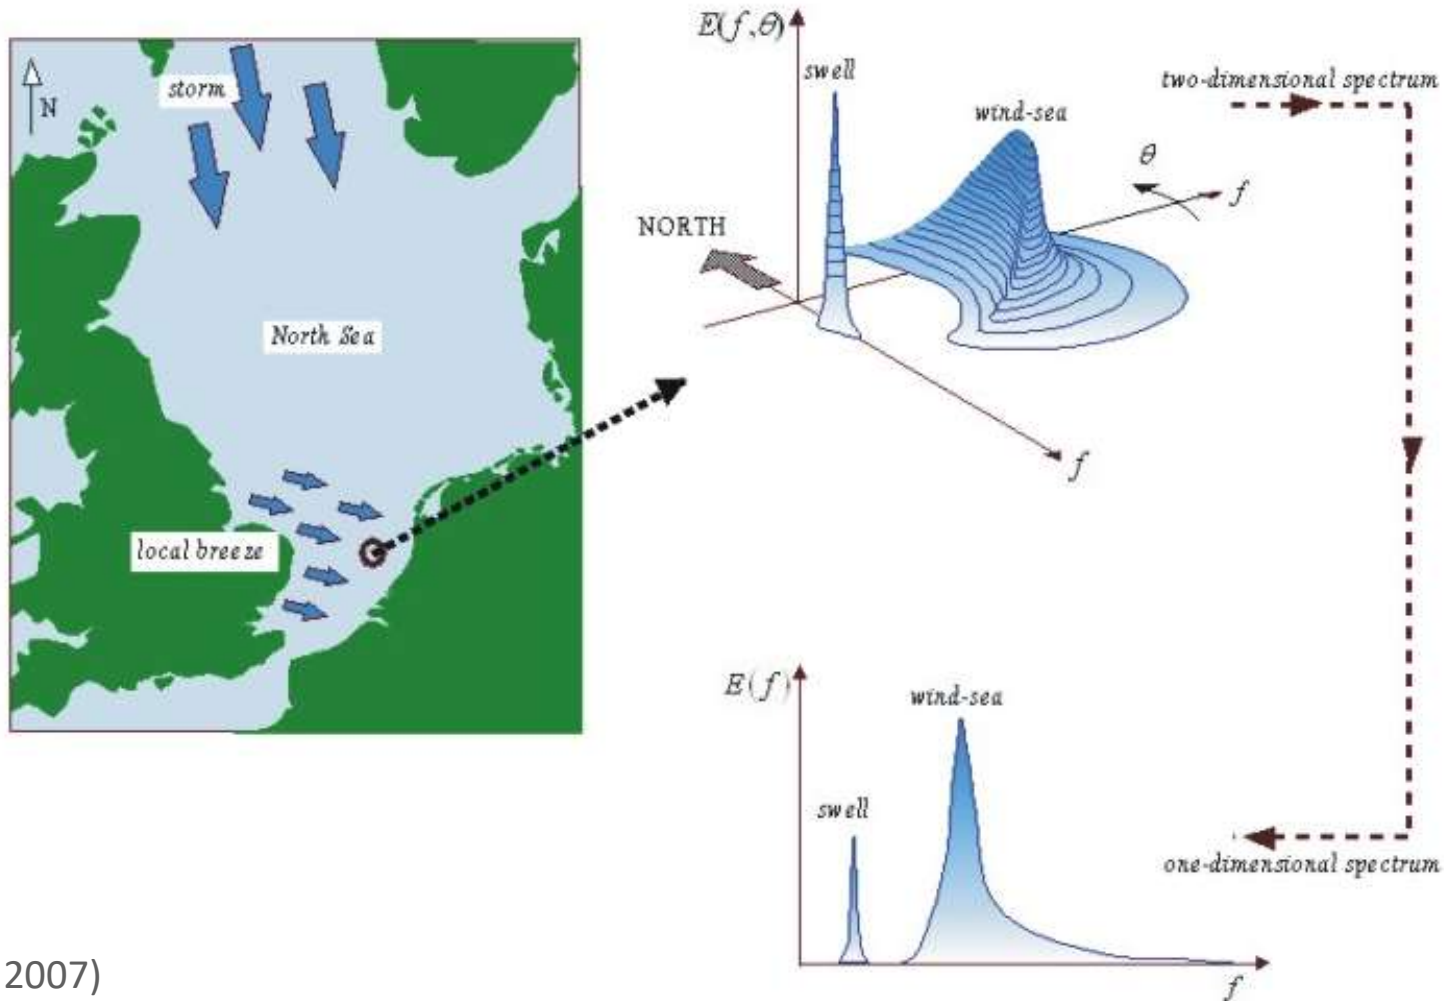 N
storm
North Sea
local breeze
E(f,θ)
swell
wind-sea
two-dimensional spectrum
θ
f
NORTH
f
E(f)
wind-sea
swell
one-dimensional spectrum
f
2007)